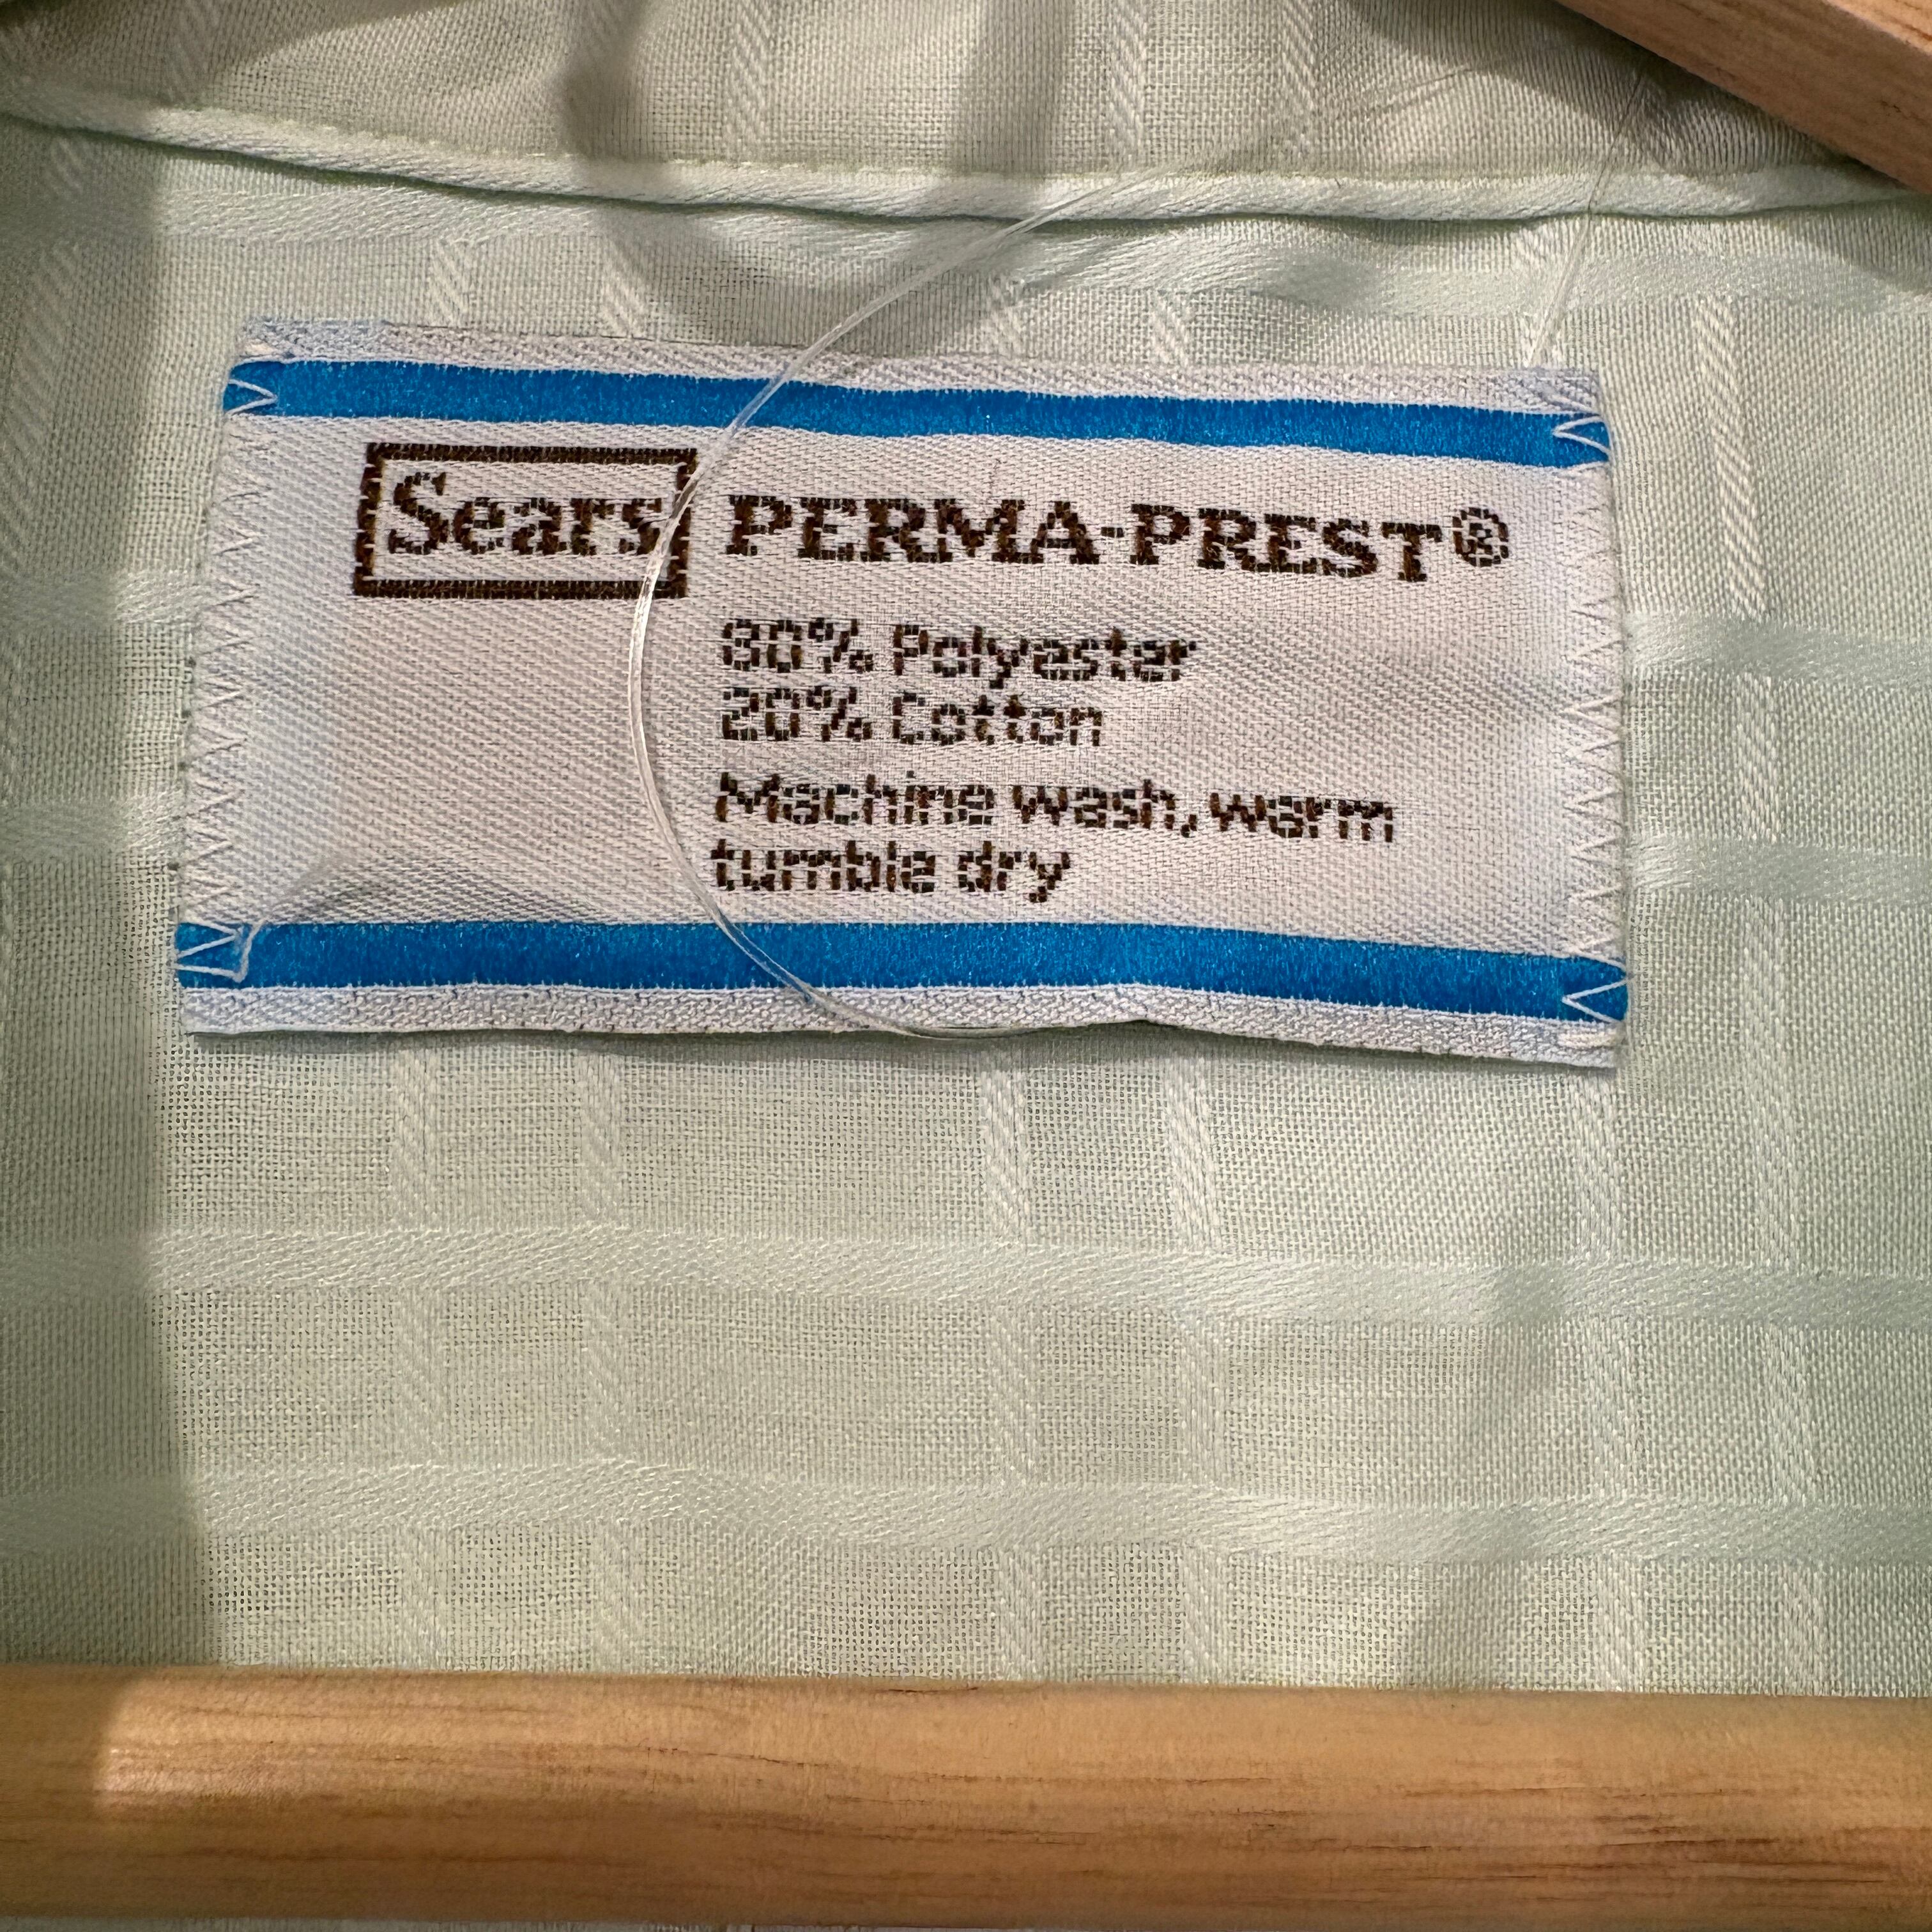 Sears PERMA-PREST®
80% Polyester
20% Cotton
Machine wash, warm
tumble dry